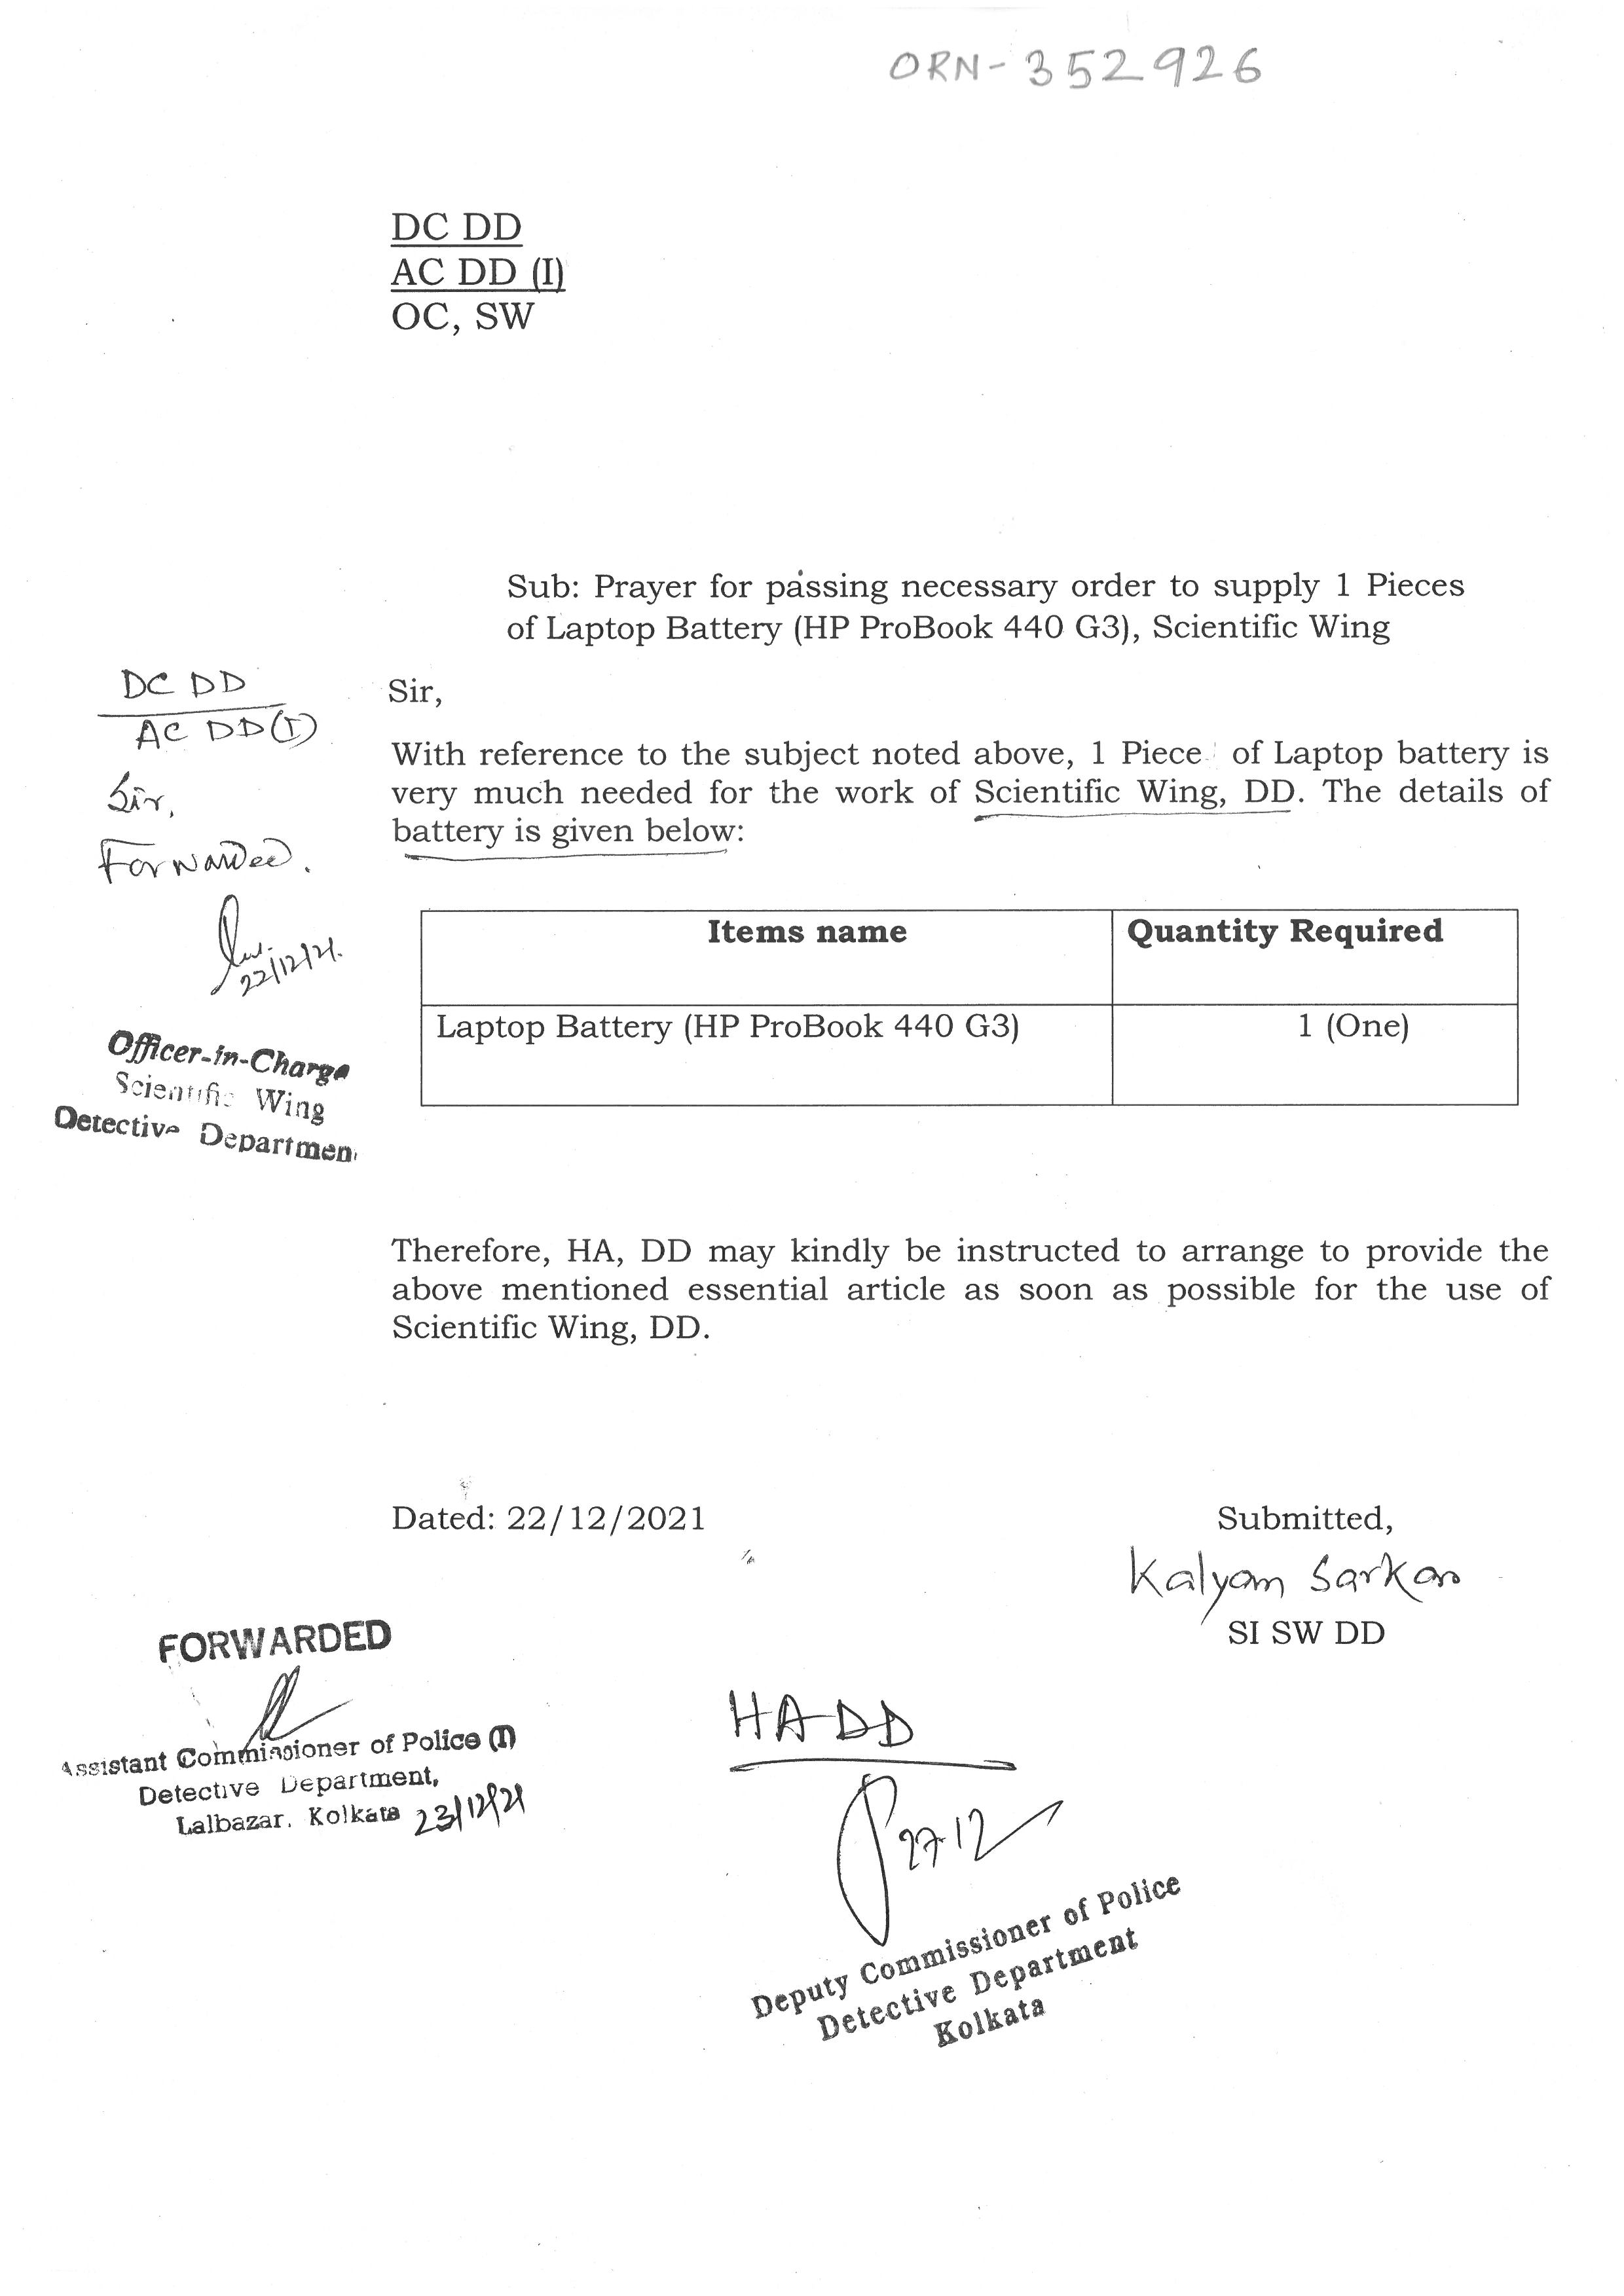 ORN-352926
DC DD
AC DD (I)
OC, SW
Sub: Prayer for passing necessary order to supply 1 Pieces
of Laptop Battery (HP ProBook 440 G3), Scientific Wing
DC DD
AC DD(I)
Sir,
Forwarded.
22/12/21.
Officer-in-Charge
Scientific Wing
Detective Departmen
Sir,
With reference to the subject noted above, 1 Piece of Laptop battery is
very much needed for the work of Scientific Wing, DD. The details of
battery is given below:
Items name Quantity Required
Laptop Battery (HP ProBook 440 G3) 1 (One)
Therefore, HA, DD may kindly be instructed to arrange to provide the
above mentioned essential article as soon as possible for the use of
Scientific Wing, DD.
Dated: 22/12/2021 Submitted,
Kalyan Sarkar
SI SW DD
FORWARDED
Assistant Commissioner of Police (I)
Detective Department,
Lalbazar. Kolkata 23/12/21
HADD
27-12
Deputy Commissioner of Police
Detective Department
Kolkata